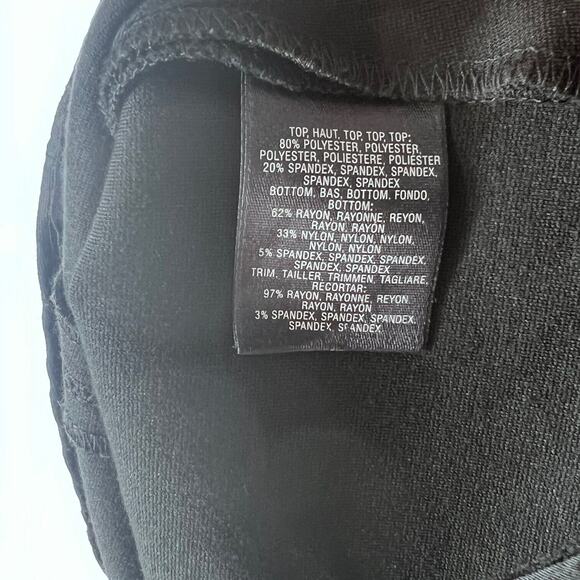 TOP, HAUT, TOP, TOP, TOP:
80% POLYESTER, POLYESTER,
POLYESTER, POLIESTERE, POLIÉSTER
20% SPANDEX, SPANDEX, SPANDEX,
SPANDEX, SPANDEX
BOTTOM, BAS, BOTTOM, FONDO,
BOTTOM:
62% RAYON, RAYONNE, REYON,
RAYON, RAYON
33% NYLON, NYLON, NYLON,
NYLON, NYLON
5% SPANDEX, SPANDEX, SPANDEX,
SPANDEX, SPANDEX
TRIM, TAILLER, TRIMMEN, TAGLIARE,
RECORTAR:
97% RAYON, RAYONNE, REYON,
RAYON, RAYON
3% SPANDEX, SPANDEX, SPANDEX,
SPANDEX, SPANDEX